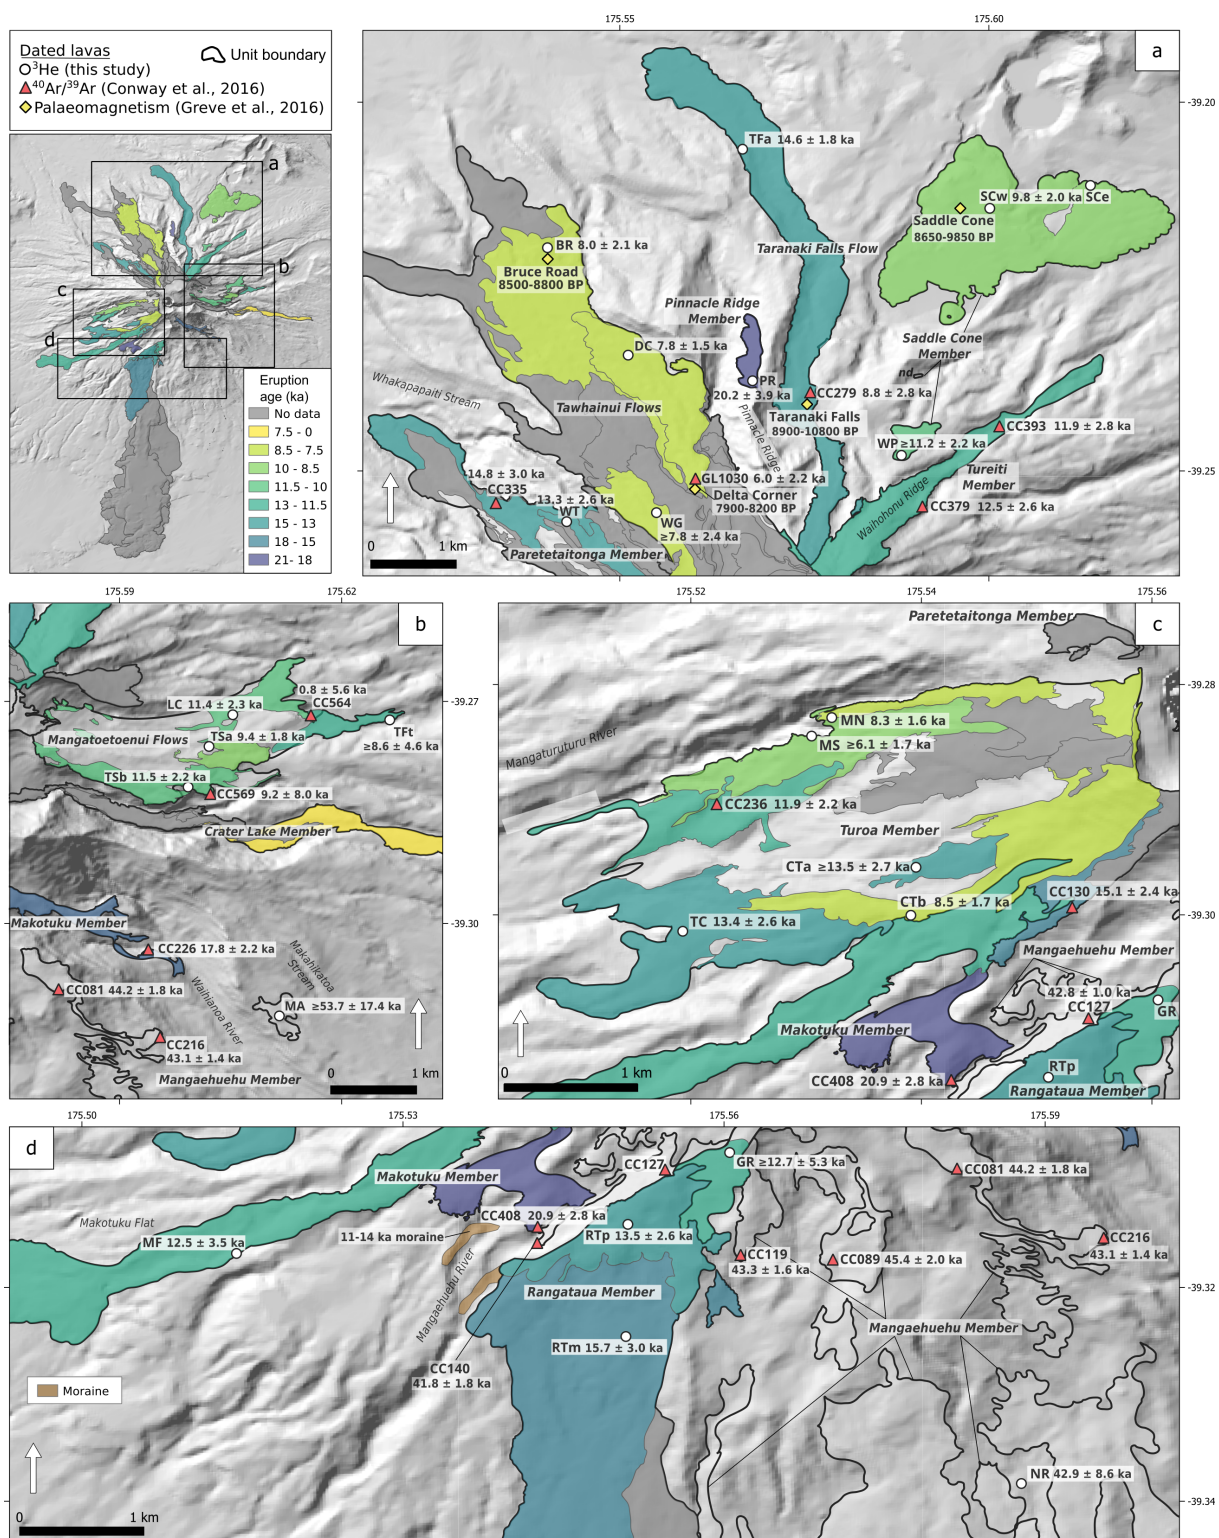 Dated lavas
Unit boundary
³He (this study)
⁴⁰Ar/³⁹Ar (Conway et al., 2016)
Palaeomagnetism (Greve et al., 2016)
a
b
c
d
Eruption
age (ka)
No data
7.5 - 0
8.5 - 7.5
10 - 8.5
11.5 - 10
13 - 11.5
15 - 13
18 - 15
21- 18
175.55
175.60
a
-39.20
-39.25
TFa 14.6 ± 1.8 ka
SCw 9.8 ± 2.0 ka SCe
Saddle Cone
8650-9850 BP
Taranaki Falls Flow
BR 8.0 ± 2.1 ka
Bruce Road
8500-8800 BP
Pinnacle Ridge
Member
Saddle Cone
Member
DC 7.8 ± 1.5 ka
nd
PR
20.2 ± 3.9 ka
CC279 8.8 ± 2.8 ka
Whakapapaiti Stream
Tawhainui Flows
Taranaki Falls
8900-10800 BP
Pinnacle Ridge
CC393 11.9 ± 2.8 ka
WP ≥11.2 ± 2.2 ka
Tureiti
Member
14.8 ± 3.0 ka
CC335
GL1030 6.0 ± 2.2 ka
Delta Corner
7900-8200 BP
Waihohonu Ridge
CC379 12.5 ± 2.6 ka
13.3 ± 2.6 ka
WT
WG
≥7.8 ± 2.4 ka
Paretetaitonga Member
0
1 km
175.59
175.62
b
-39.27
-39.30
0.8 ± 5.6 ka
CC564
LC 11.4 ± 2.3 ka
TFt
≥8.6 ± 4.6 ka
Mangatoetoenui Flows
TSa 9.4 ± 1.8 ka
TSb 11.5 ± 2.2 ka
CC569 9.2 ± 8.0 ka
Crater Lake Member
Makotuku Member
CC226 17.8 ± 2.2 ka
Makahikatoa
Stream
CC081 44.2 ± 1.8 ka
Waihianoa River
MA ≥53.7 ± 17.4 ka
CC216
43.1 ± 1.4 ka
Mangaehuehu Member
0
1 km
175.52
175.54
175.56
c
-39.28
-39.30
Paretetaitonga Member
MN 8.3 ± 1.6 ka
MS ≥6.1 ± 1.7 ka
Mangaturuturu River
CC236 11.9 ± 2.2 ka
Turoa Member
CTa ≥13.5 ± 2.7 ka
CC130 15.1 ± 2.4 ka
CTb 8.5 ± 1.7 ka
TC 13.4 ± 2.6 ka
Mangaehuehu Member
42.8 ± 1.0 ka
CC127
GR
Makotuku Member
RTp
CC408 20.9 ± 2.8 ka
Rangataua Member
0
1 km
175.50
175.53
175.56
175.59
d
-39.32
-39.34
Makotuku Member
CC127
GR ≥12.7 ± 5.3 ka
CC081 44.2 ± 1.8 ka
Makotuku Flat
CC408 20.9 ± 2.8 ka
11-14 ka moraine
RTp 13.5 ± 2.6 ka
MF 12.5 ± 3.5 ka
CC216
43.1 ± 1.4 ka
CC119
43.3 ± 1.6 ka
CC089 45.4 ± 2.0 ka
Mangaehuehu River
Rangataua Member
Mangaehuehu Member
RTm 15.7 ± 3.0 ka
CC140
41.8 ± 1.8 ka
Moraine
NR 42.9 ± 8.6 ka
0
1 km